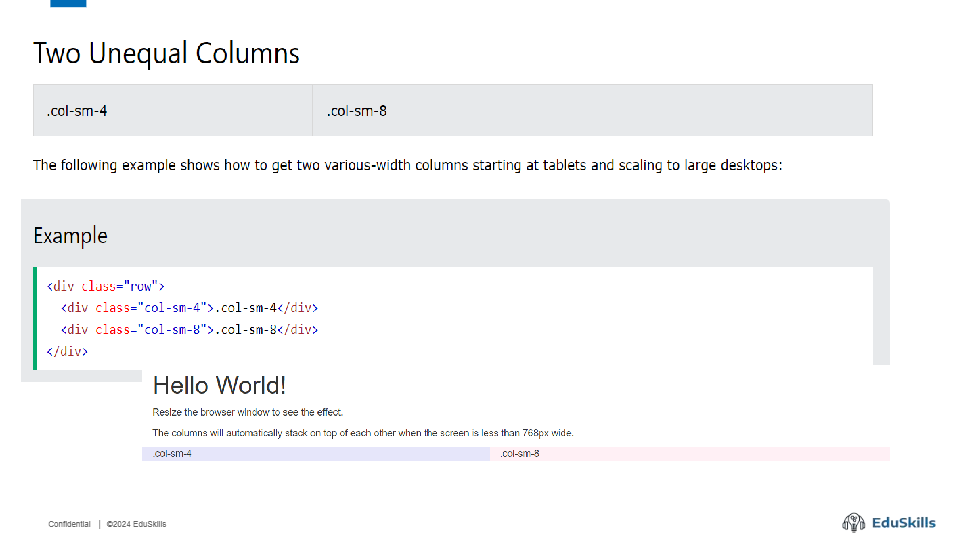 Two Unequal Columns
.col-sm-4 .col-sm-8
The following example shows how to get two various-width columns starting at tablets and scaling to large desktops:
Example
<div class="row">
  <div class="col-sm-4">.col-sm-4</div>
  <div class="col-sm-8">.col-sm-8</div>
</div>
Hello World!
Resize the browser window to see the effect.
The columns will automatically stack on top of each other when the screen is less than 768px wide.
.col-sm-4 .col-sm-8
Confidential | ©2024 EduSkills
EduSkills